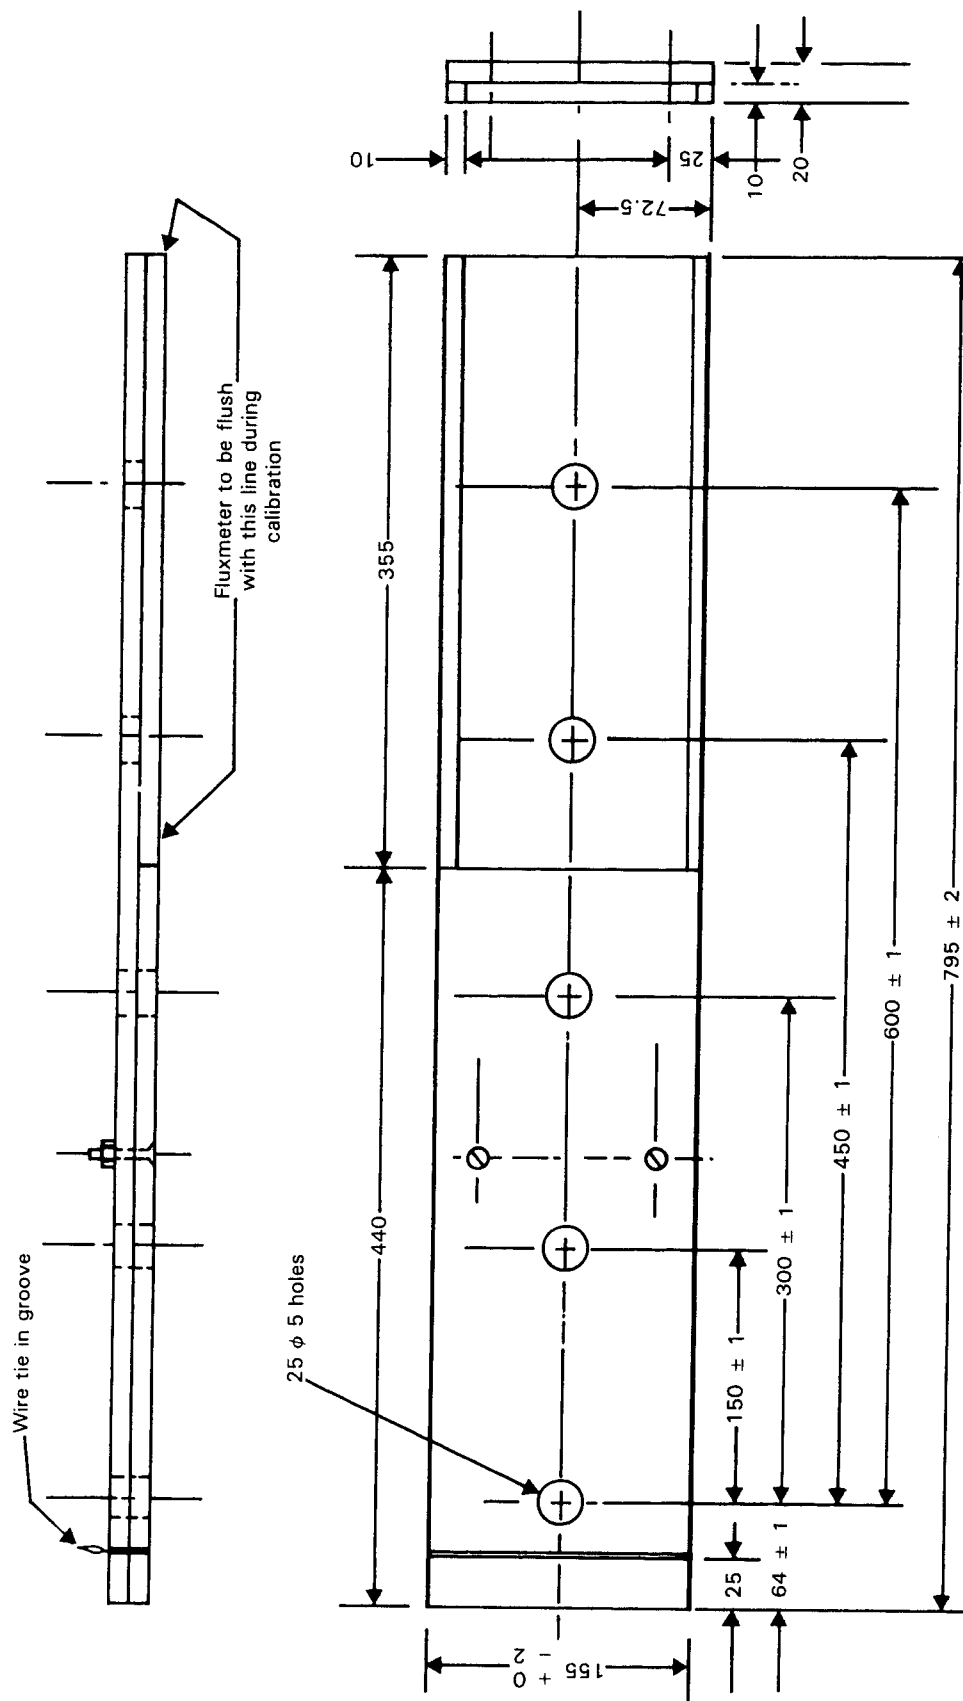 Wire tie in groove
Fluxmeter to be flush
with this line during
calibration
10
25
72.5
10
20
355
440
25 ϕ 5 holes
150 ± 1
300 ± 1
450 ± 1
600 ± 1
795 ± 2
25
64 ± 1
155 + 0
- 2